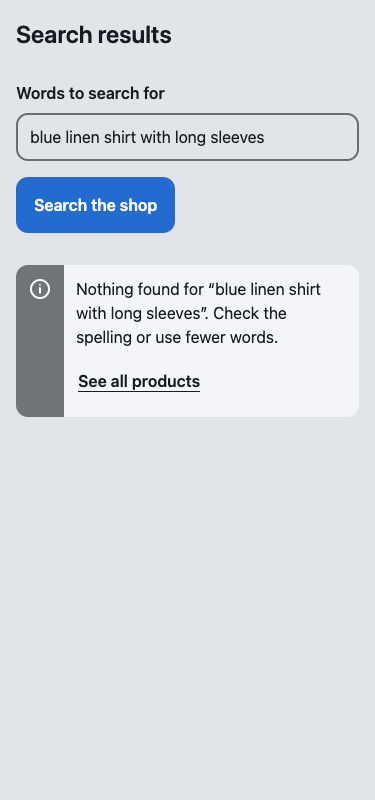 Search results
Words to search for
blue linen shirt with long sleeves
Search the shop
Nothing found for “blue linen shirt
with long sleeves”. Check the
spelling or use fewer words.
See all products